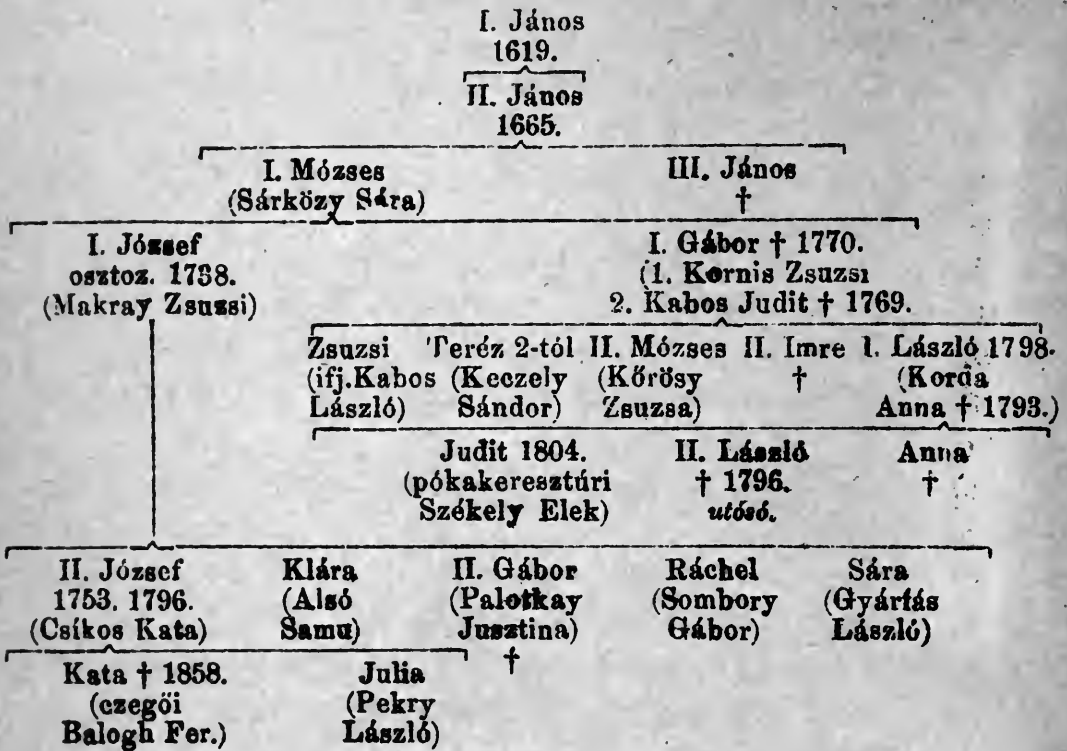 I. János
1619.
II. János
1665.
I. Mózses III. János
(Sárközy Sára) †
I. József I. Gábor † 1770.
osztoz. 1738. (1. Kornis Zsuzsi
(Makray Zsuzsi) 2. Kabos Judit † 1769.
Zsuzsi Teréz 2-tól II. Mózses II. Imre I. László 1798.
(ifj.Kabos (Keczely (Kőrösy † (Korda
László) Sándor) Zsuzsa) Anna † 1793.)
Judit 1804. II. László Anna
(pókakeresztúri † 1796. †
Székely Elek) utósó.
II. József Klára II. Gábor Ráchel Sára
1753. 1796. (Alsó (Palotkay (Sombory (Gyárfás
(Csíkos Kata) Samu) Jusztina) Gábor) László)
†
Kata † 1858. Julia
(czegői (Pekry
Balogh Fer.) László)